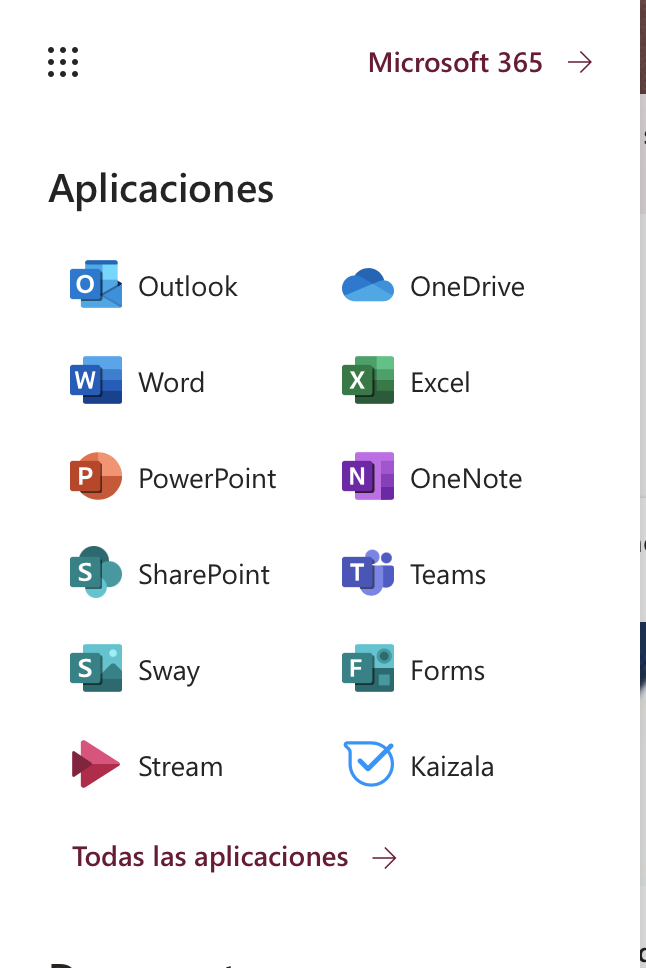 Microsoft 365
Aplicaciones
Outlook
OneDrive
Word
Excel
PowerPoint
OneNote
SharePoint
Teams
Sway
Forms
Stream
Kaizala
Todas las aplicaciones